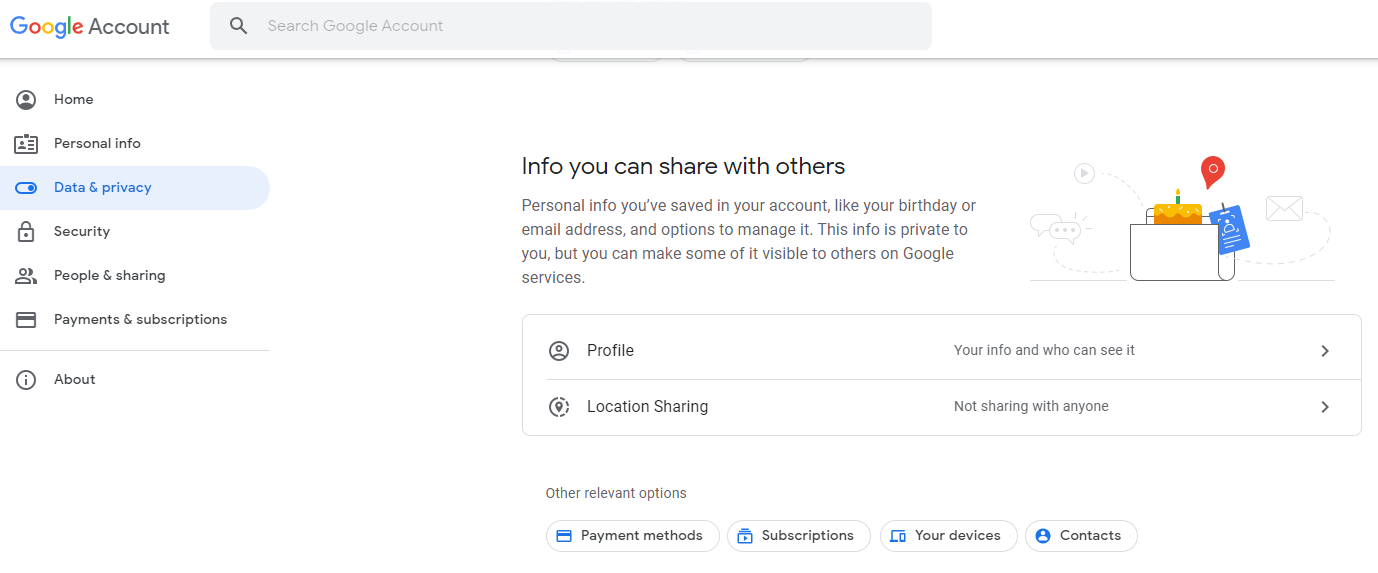 Google Account
Search Google Account
Home
Personal info
Data & privacy
Security
People & sharing
Payments & subscriptions
About
Info you can share with others
Personal info you’ve saved in your account, like your birthday or
email address, and options to manage it. This info is private to
you, but you can make some of it visible to others on Google
services.
Profile
Your info and who can see it
Location Sharing
Not sharing with anyone
Other relevant options
Payment methods
Subscriptions
Your devices
Contacts